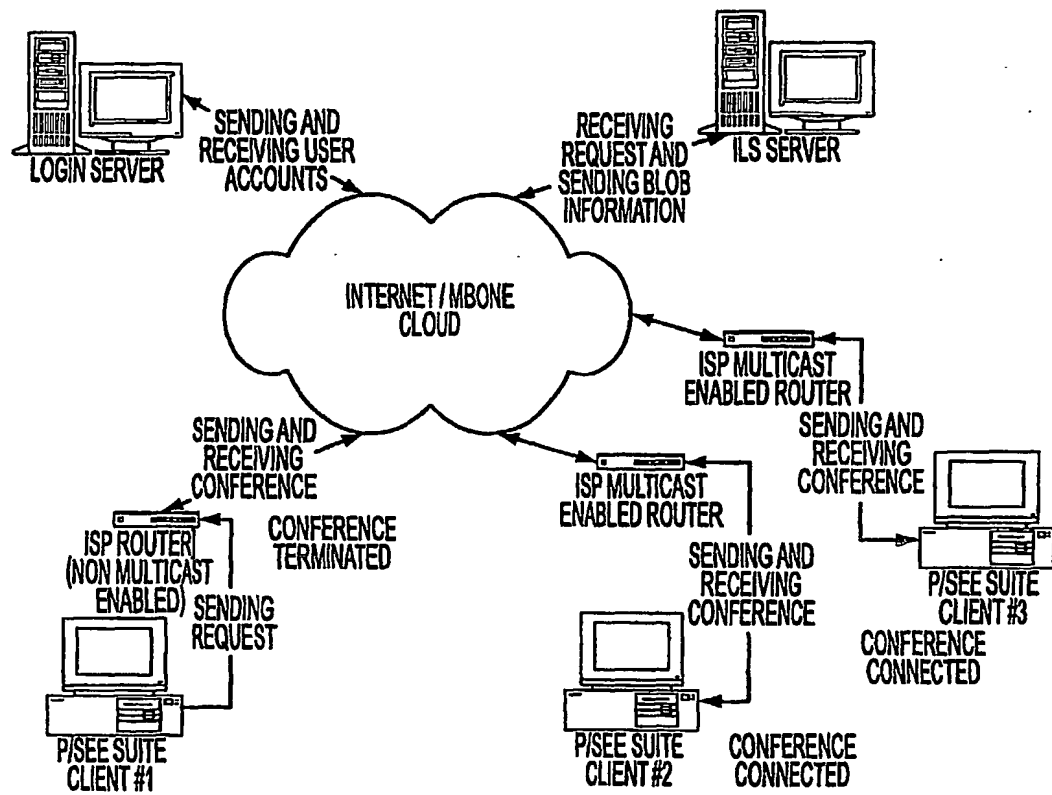 LOGIN SERVER
SENDING AND
RECEIVING USER
ACCOUNTS
RECEIVING
REQUEST AND
SENDING BLOB
INFORMATION
ILS SERVER
INTERNET / MBONE
CLOUD
ISP MULTICAST
ENABLED ROUTER
SENDING AND
RECEIVING
CONFERENCE
P/SEE SUITE
CLIENT #3
CONFERENCE
CONNECTED
SENDING AND
RECEIVING
CONFERENCE
ISP ROUTER
(NON MULTICAST
ENABLED)
CONFERENCE
TERMINATED
SENDING
REQUEST
P/SEE SUITE
CLIENT #1
ISP MULTICAST
ENABLED ROUTER
SENDING AND
RECEIVING
CONFERENCE
P/SEE SUITE
CLIENT #2
CONFERENCE
CONNECTED